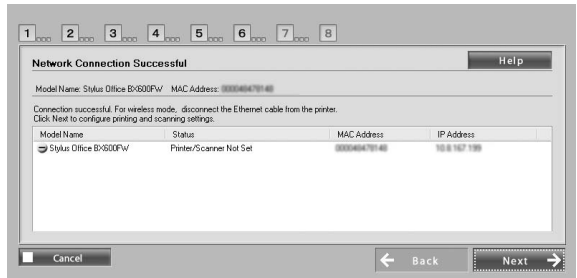 1 2 3 4 5 6 7 8
Network Connection Successful Help
Model Name: Stylus Office BX600FW MAC Address:
Connection successful. For wireless mode, disconnect the Ethernet cable from the printer.
Click Next to configure printing and scanning settings.
Model Name Status MAC Address IP Address
Stylus Office BX600FW Printer/Scanner Not Set
Cancel Back Next